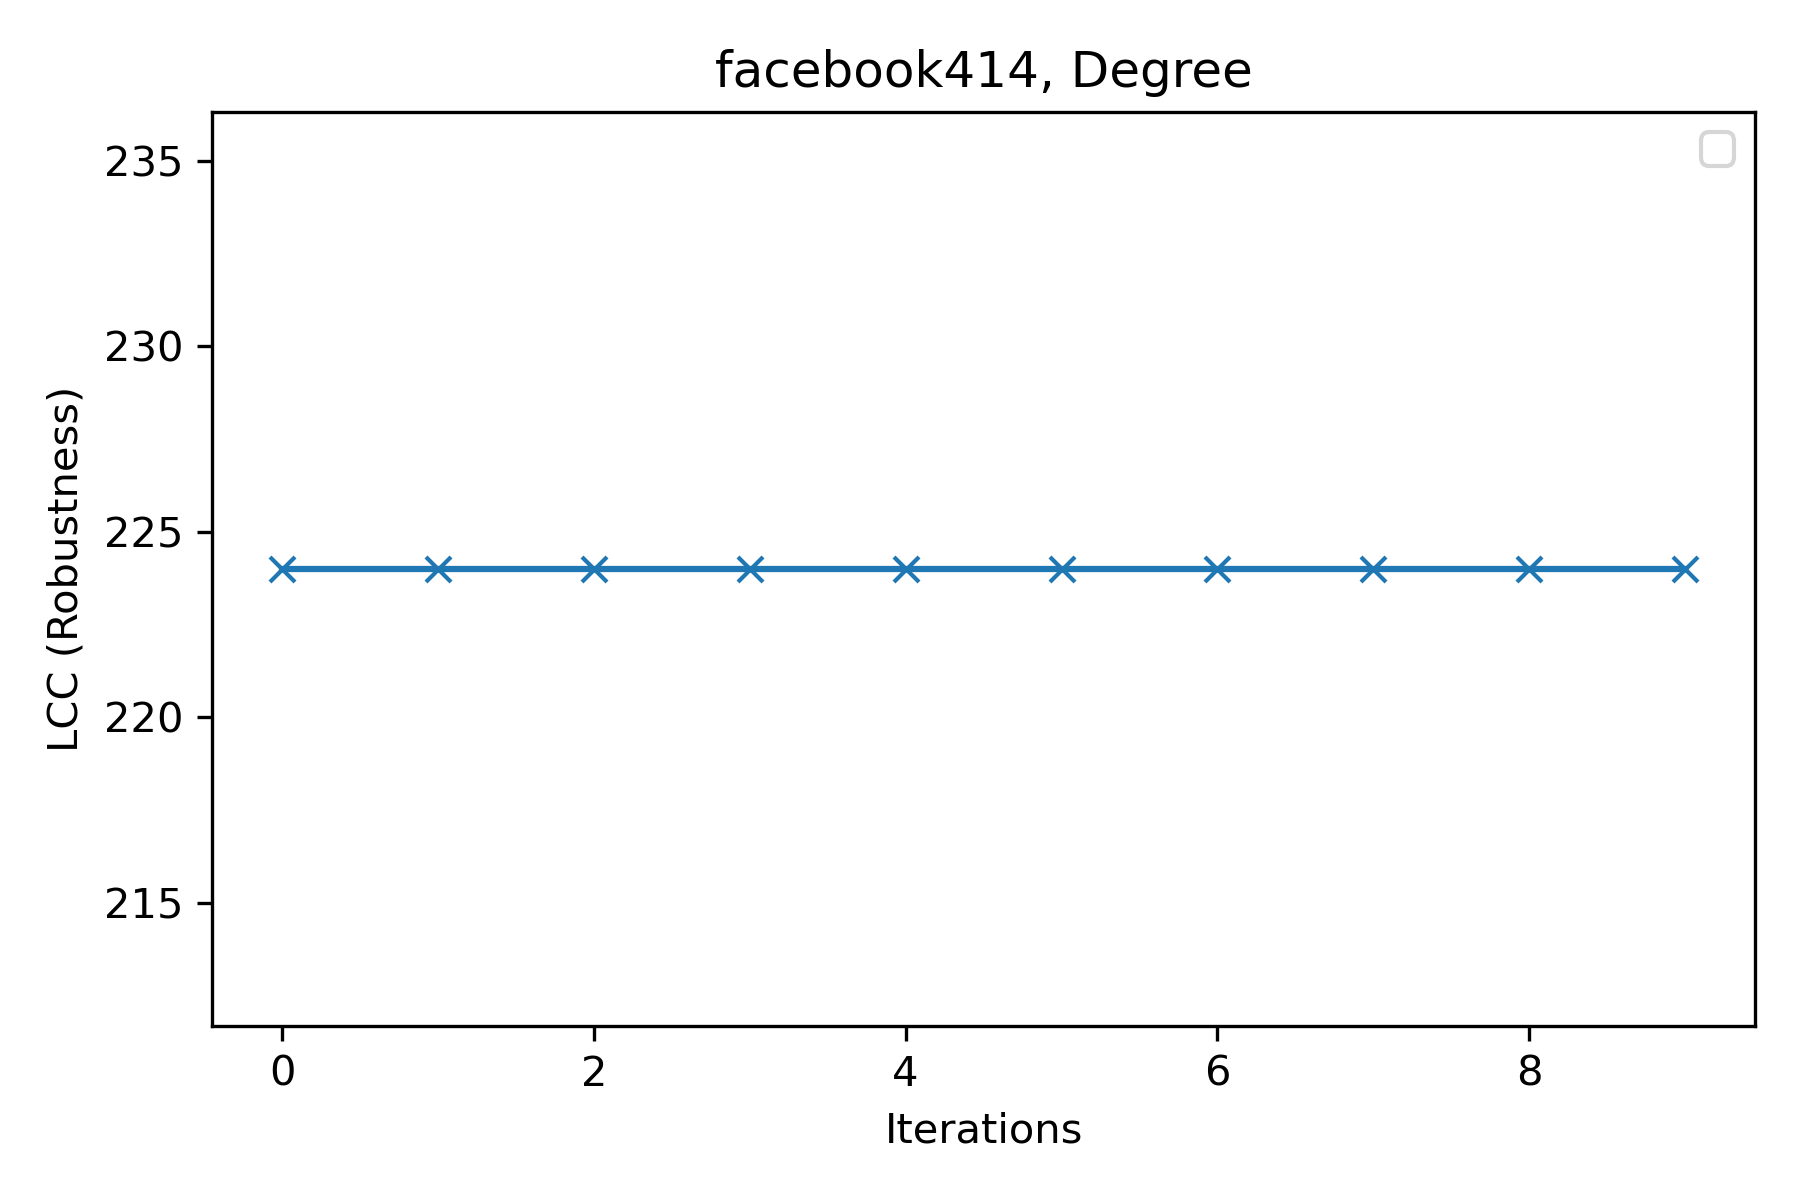 facebook414, Degree
235
230
225
220
215
LCC (Robustness)
0 2 4 6 8
Iterations